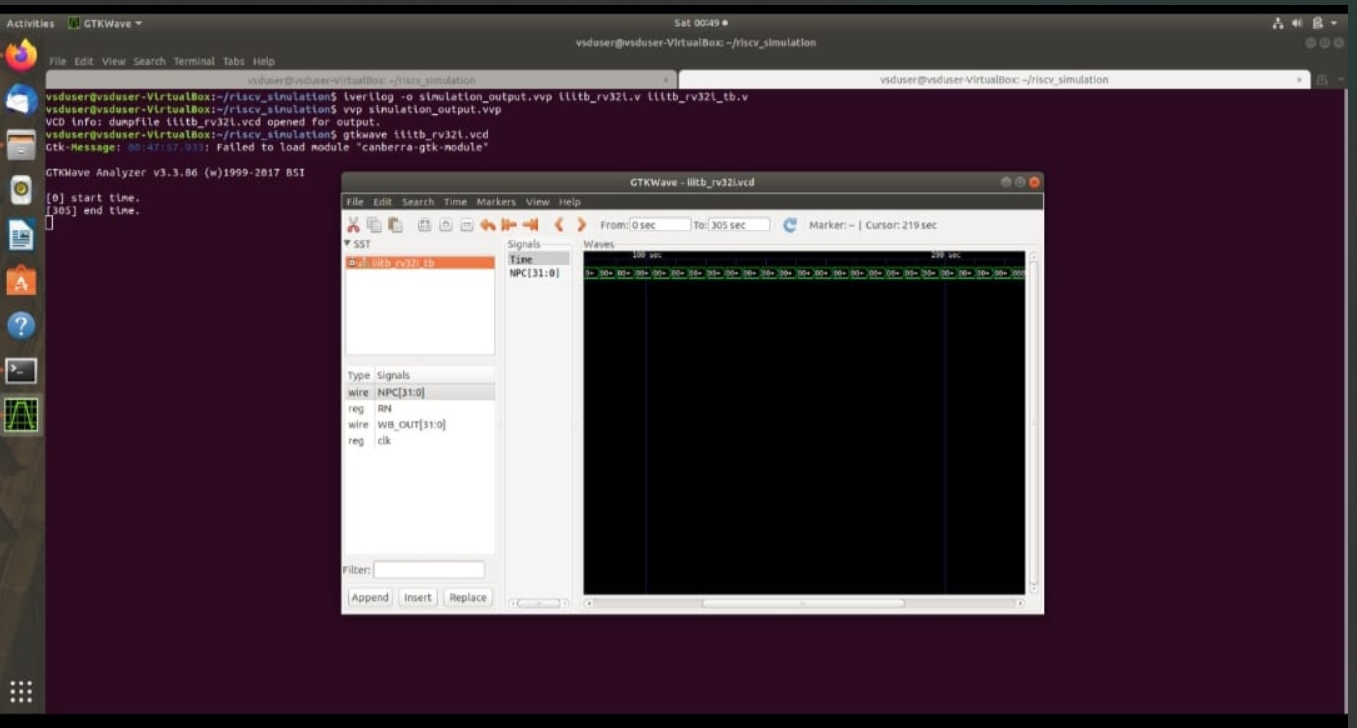 Activities GTKWave Sat 00:49
vsduser@vsduser-VirtualBox: ~/riscv_simulation
File Edit View Search Terminal Tabs Help
vsduser@vsduser-VirtualBox: ~/riscv_simulation vsduser@vsduser-VirtualBox: ~/riscv_simulation
vsduser@vsduser-VirtualBox:~/riscv_simulation$ iverilog -o simulation_output.vvp iiitb_rv32i.v iiitb_rv32i_tb.v
vsduser@vsduser-VirtualBox:~/riscv_simulation$ vvp simulation_output.vvp
VCD info: dumpfile iiitb_rv32i.vcd opened for output.
vsduser@vsduser-VirtualBox:~/riscv_simulation$ gtkwave iiitb_rv32i.vcd
Gtk-Message: 00:47:57.933: Failed to load module "canberra-gtk-module"
GTKWave Analyzer v3.3.86 (w)1999-2017 BSI
[0] start time.
[305] end time.
GTKWave - iiitb_rv32i.vcd
File Edit Search Time Markers View Help
From: 0 sec To: 305 sec Marker: -- | Cursor: 219 sec
SST
iiitb_rv32i_tb
Type Signals
wire NPC[31:0]
reg RN
wire WB_OUT[31:0]
reg clk
Filter:
Append Insert Replace
Signals
Time
NPC[31:0]
Waves
100 sec 200 sec